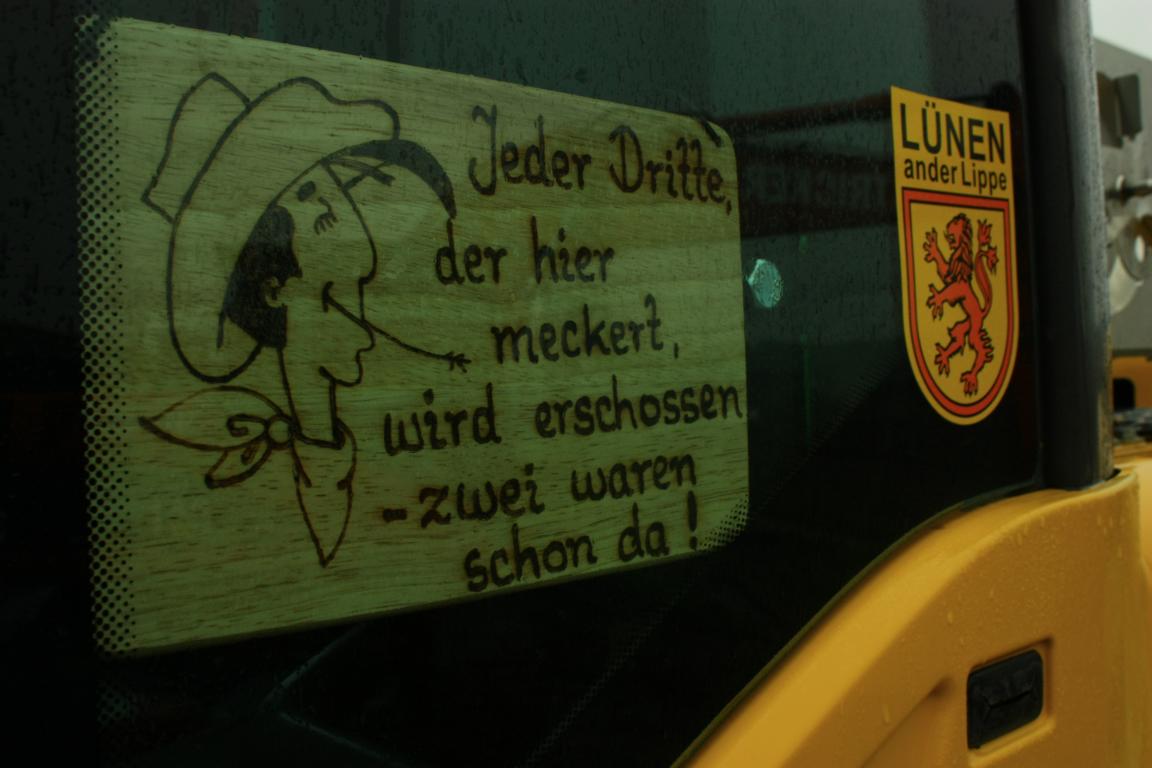 Jeder Dritte,
der hier
meckert,
wird erschossen
-zwei waren
schon da!
LÜNEN
an der Lippe